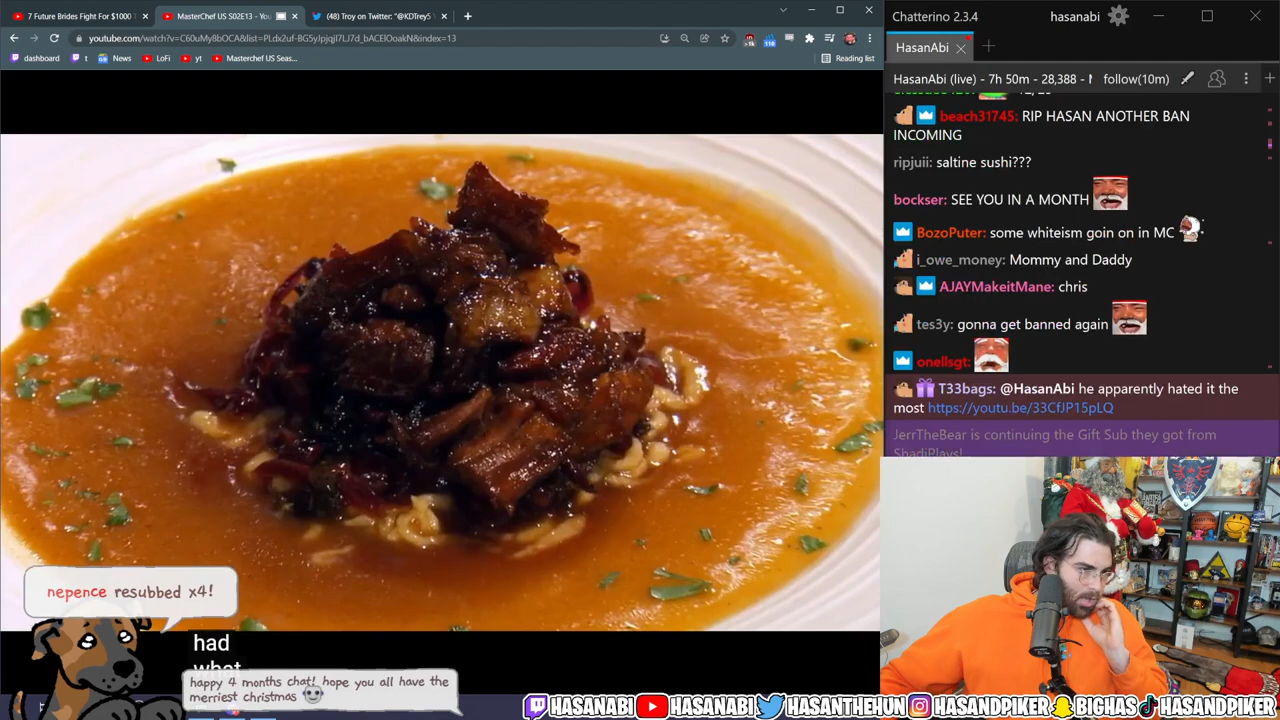 7 Future Brides Fight For $1000
MasterChef US S02E13 - You
(48) Troy on Twitter: "@KDTrey5
youtube.com/watch?v=C60uMy8bOCA&list=PLdx2uf-BG5yJpjqjl7LJ7d_bACElOoakN&index=13
dashboard
t
News
LoFi
yt
Masterchef US Seas...
Reading list
Chatterino 2.3.4
hasanabi
HasanAbi
HasanAbi (live) - 7h 50m - 28,388 -
follow(10m)
beach31745: RIP HASAN ANOTHER BAN
INCOMING
ripjuii: saltine sushi???
bockser: SEE YOU IN A MONTH
BozoPuter: some whiteism goin on in MC
i_owe_money: Mommy and Daddy
AJAYMakeitMane: chris
tes3y: gonna get banned again
onellsgt:
T33bags: @HasanAbi he apparently hated it the
most https://youtu.be/33CfJP15pLQ
JerrTheBear is continuing the Gift Sub they got from
ShadiPlays!
nepence resubbed x4!
had
what
happy 4 months chat! hope you all have the
merriest christmas
HASANABI HASANABI HASANTHEHUN HASANDPIKER BIGHAS HASANDPIKER